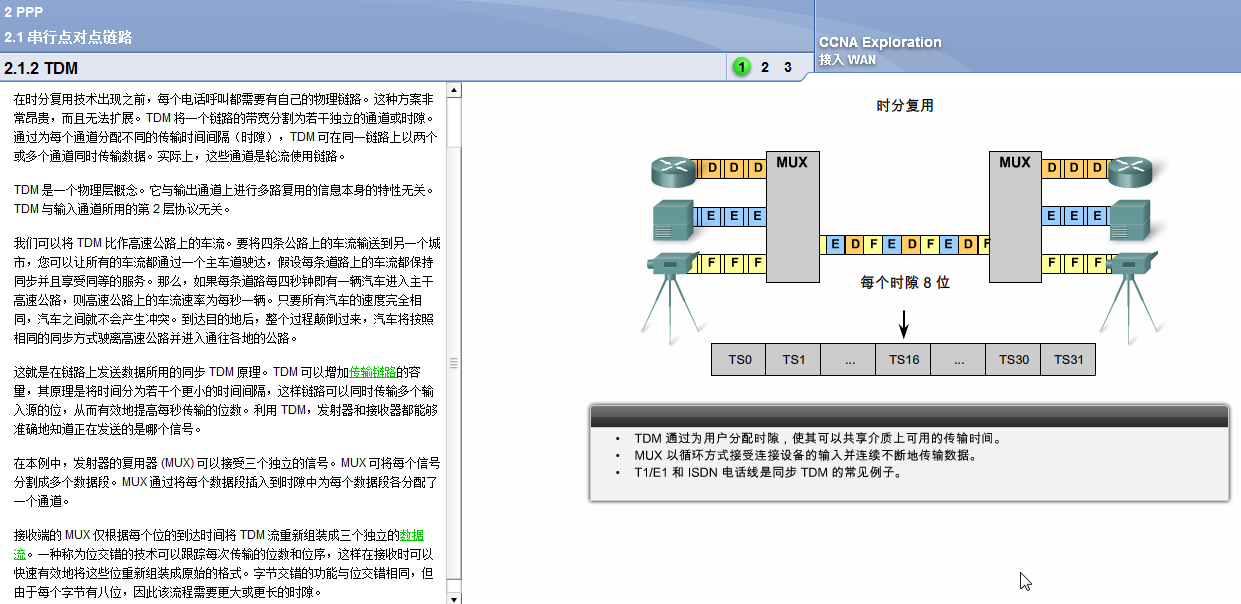 2 PPP
2.1 串行点对点链路
CCNA Exploration
接入 WAN
2.1.2 TDM
1 2 3
在时分复用技术出现之前，每个电话呼叫都需要有自己的物理链路。这种方案非
常昂贵，而且无法扩展。TDM 将一个链路的带宽分割为若干独立的通道或时隙。
通过为每个通道分配不同的传输时间间隔（时隙），TDM 可在同一链路上以两个
或多个通道同时传输数据。实际上，这些通道是轮流使用链路。
TDM 是一个物理层概念。它与输出通道上进行多路复用的信息本身的特性无关。
TDM 与输入通道所用的第 2 层协议无关。
我们可以将 TDM 比作高速公路上的车流。要将四条公路上的车流输送到另一个城
市，您可以让所有的车流都通过一个主车道驶达，假设每条道路上的车流都保持
同步并且享受同等的服务。那么，如果每条道路每四秒钟即有一辆汽车进入主干
高速公路，则高速公路上的车流速率为每秒一辆。只要所有汽车的速度完全相
同，汽车之间就不会产生冲突。到达目的地后，整个过程颠倒过来，汽车将按照
相同的同步方式驶离高速公路并进入通往各地的公路。
这就是在链路上发送数据所用的同步 TDM 原理。TDM 可以增加传输链路的容
量，其原理是将时间分为若干个更小的时间间隔，这样链路可以同时传输多个输
入源的位，从而有效地提高每秒传输的位数。利用 TDM，发射器和接收器都能够
准确地知道正在发送的是哪个信号。
在本例中，发射器的复用器 (MUX) 可以接受三个独立的信号。MUX 可将每个信号
分割成多个数据段。MUX 通过将每个数据段插入到时隙中为每个数据段各分配了
一个通道。
接收端的 MUX 仅根据每个位的到达时间将 TDM 流重新组装成三个独立的数据
流。一种称为位交错的技术可以跟踪每次传输的位数和位序，这样在接收时可以
快速有效地将这些位重新组装成原始的格式。字节交错的功能与位交错相同，但
由于每个字节有八位，因此该流程需要更大或更长的时隙。
时分复用
D D D MUX MUX D D D
E E E E E E
E D F E D F E D F
F F F F F F
每个时隙 8 位
TS0 TS1 ... TS16 ... TS30 TS31
• TDM 通过为用户分配时隙，使其可以共享介质上可用的传输时间。
• MUX 以循环方式接受连接设备的输入并连续不断地传输数据。
• T1/E1 和 ISDN 电话线是同步 TDM 的常见例子。